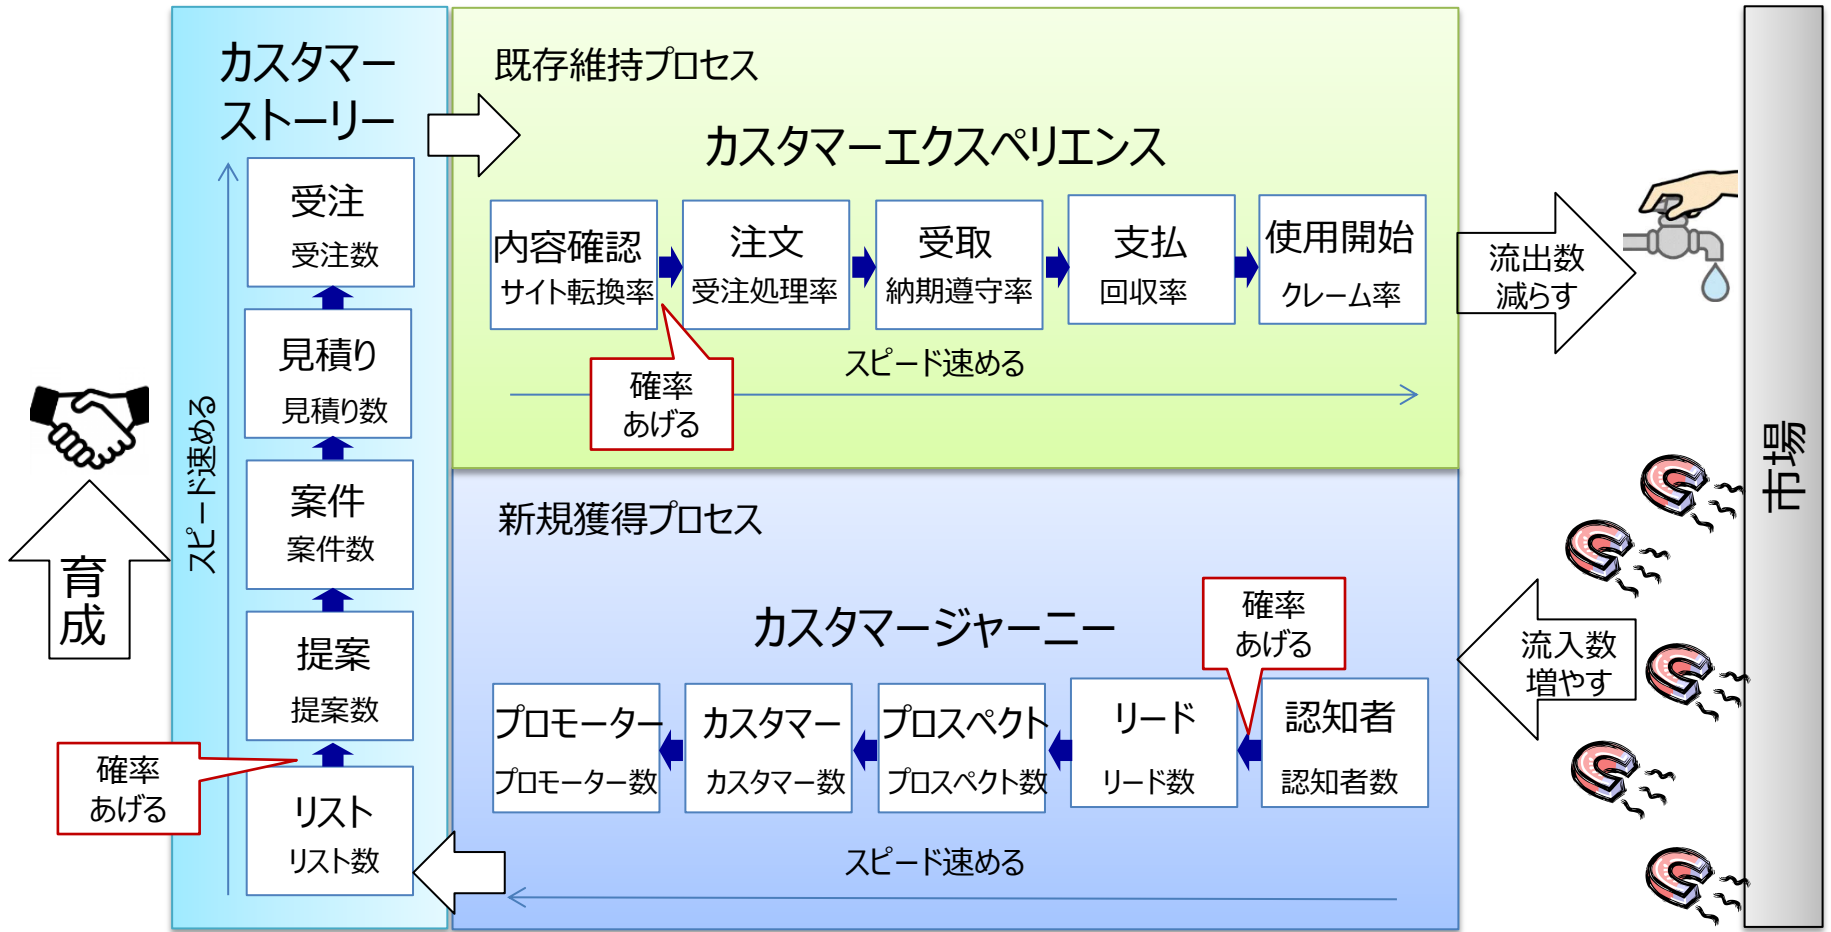 カスタマー
ストーリー
受注
受注数
見積り
見積り数
案件
案件数
提案
提案数
リスト
リスト数
スピード速める
確率
あげる
育
成
既存維持プロセス
カスタマーエクスペリエンス
内容確認
サイト転換率
注文
受注処理率
受取
納期遵守率
支払
回収率
使用開始
クレーム率
スピード速める
確率
あげる
流出数
減らす
新規獲得プロセス
カスタマージャーニー
確率
あげる
プロモーター
プロモーター数
カスタマー
カスタマー数
プロスペクト
プロスペクト数
リード
リード数
認知者
認知者数
スピード速める
流入数
増やす
市場